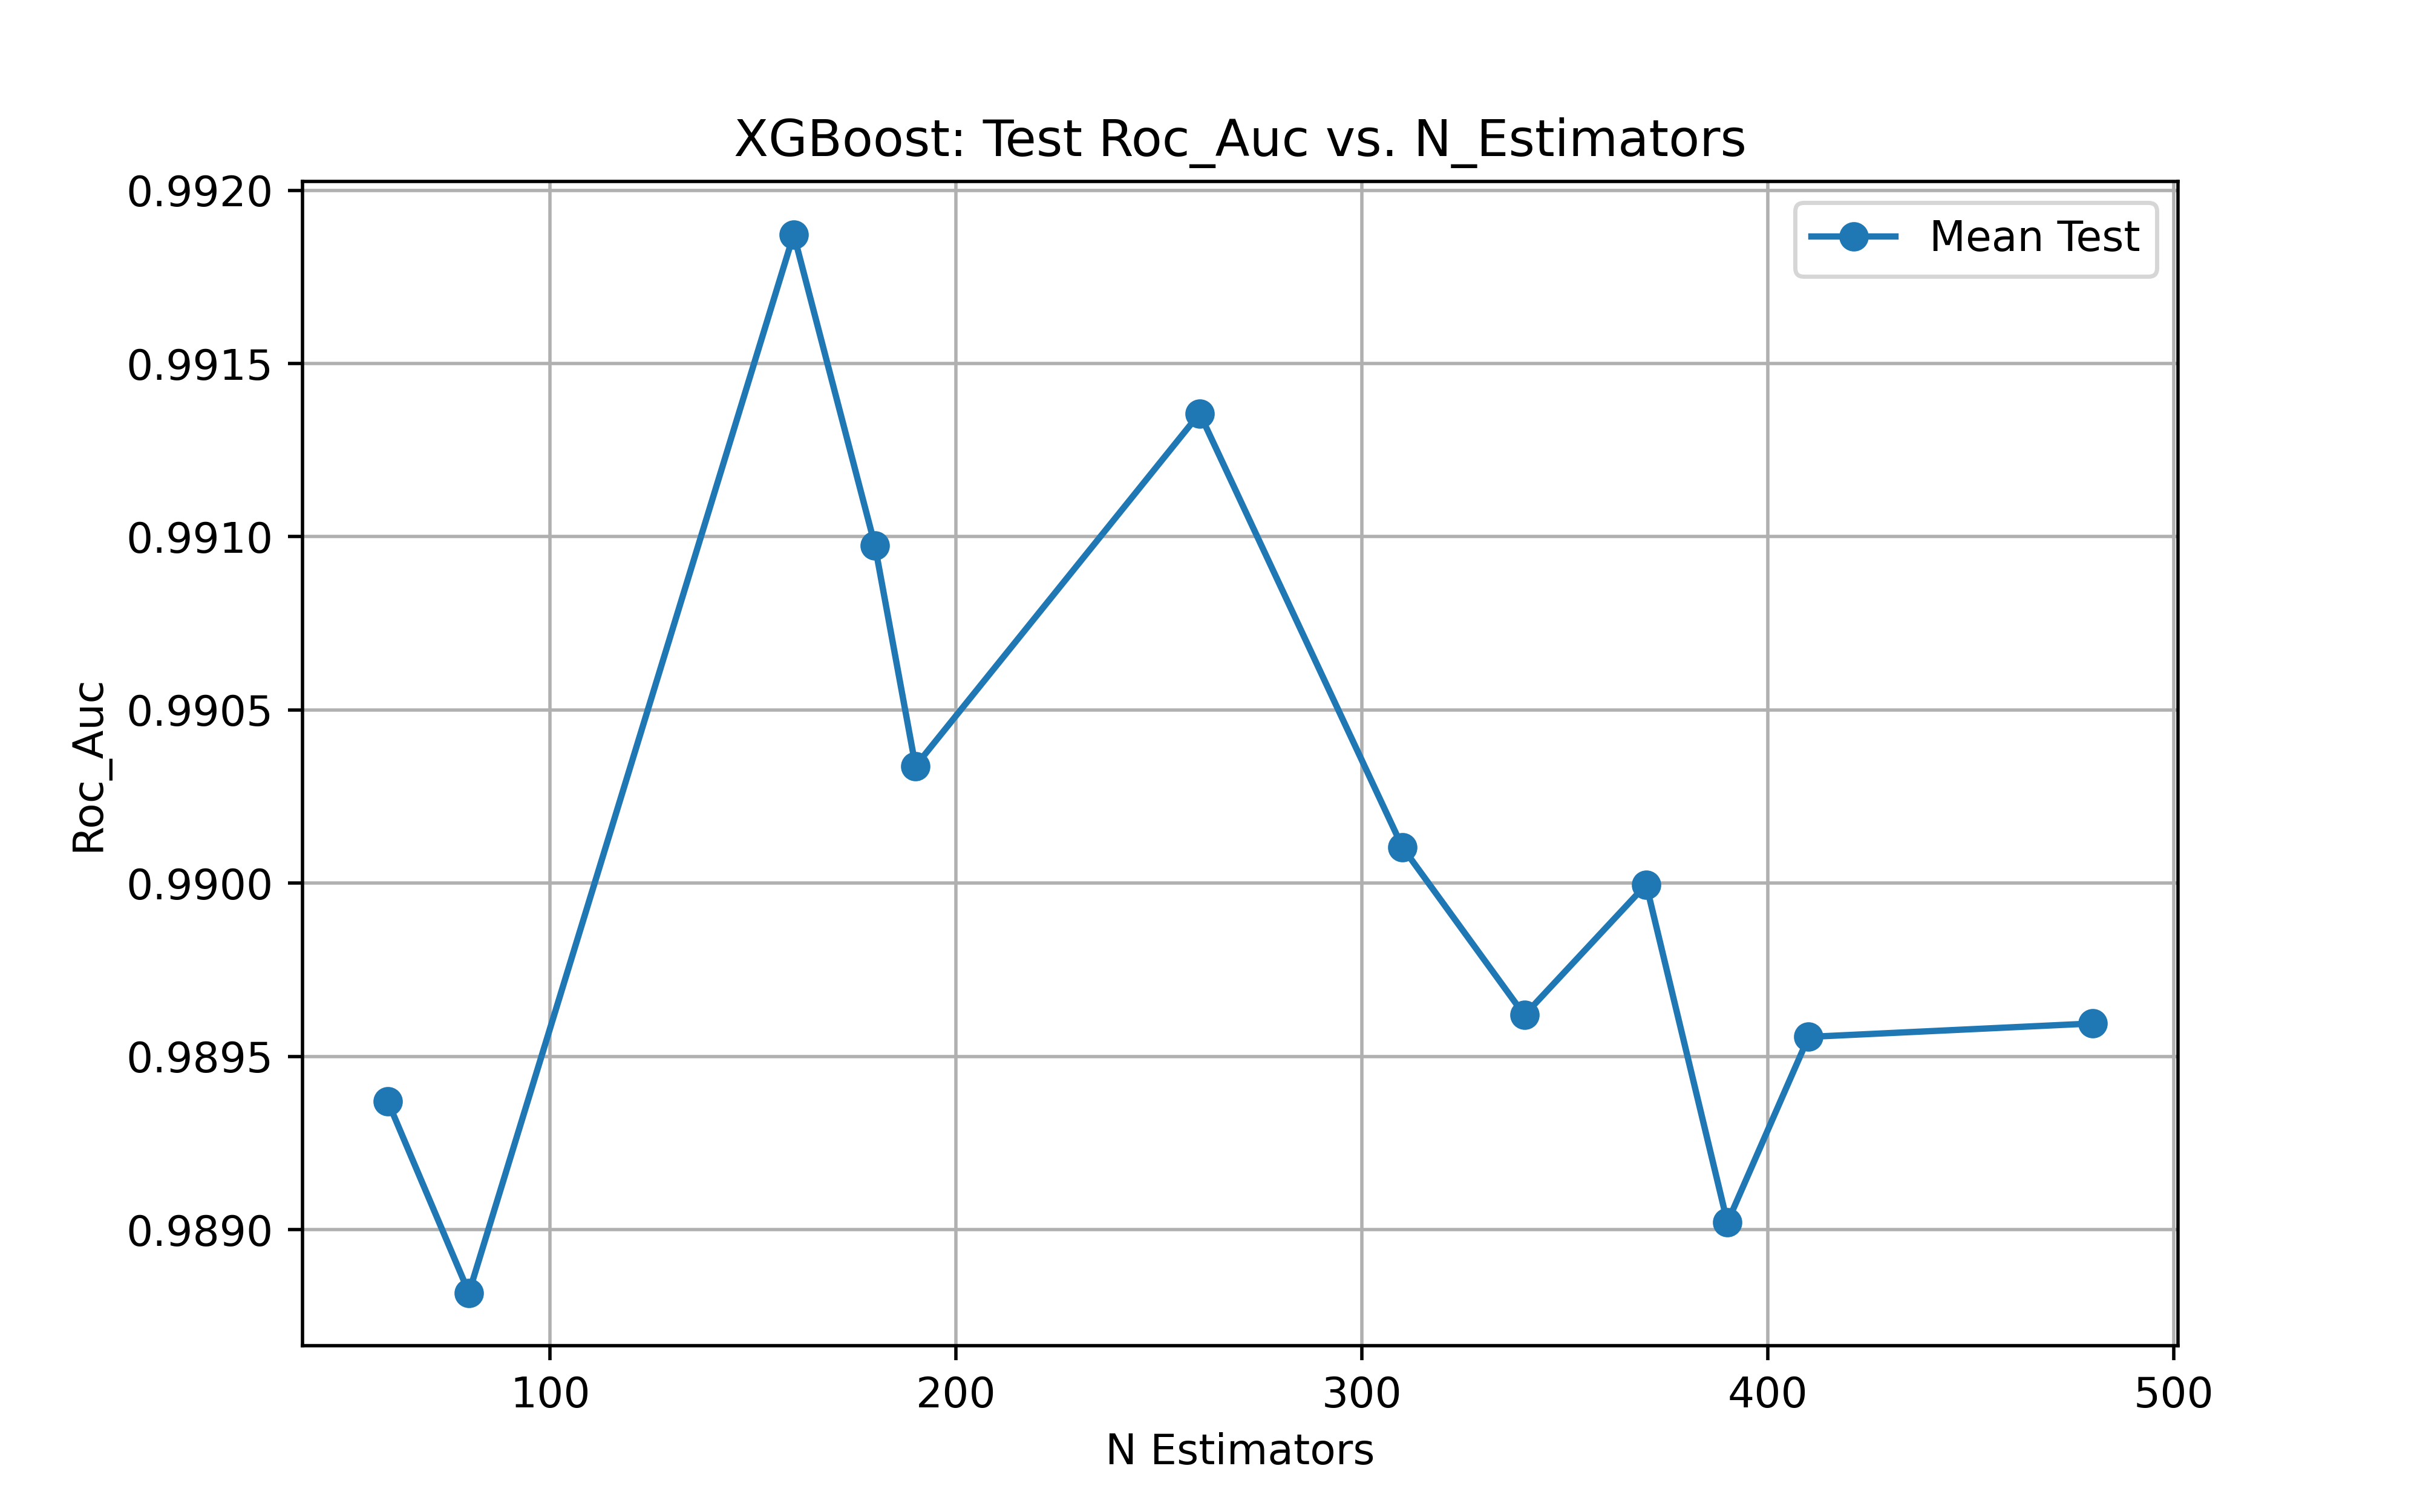 XGBoost: Test Roc_Auc vs. N_Estimators
Mean Test
Roc_Auc
0.9920
0.9915
0.9910
0.9905
0.9900
0.9895
0.9890
100 200 300 400 500
N Estimators